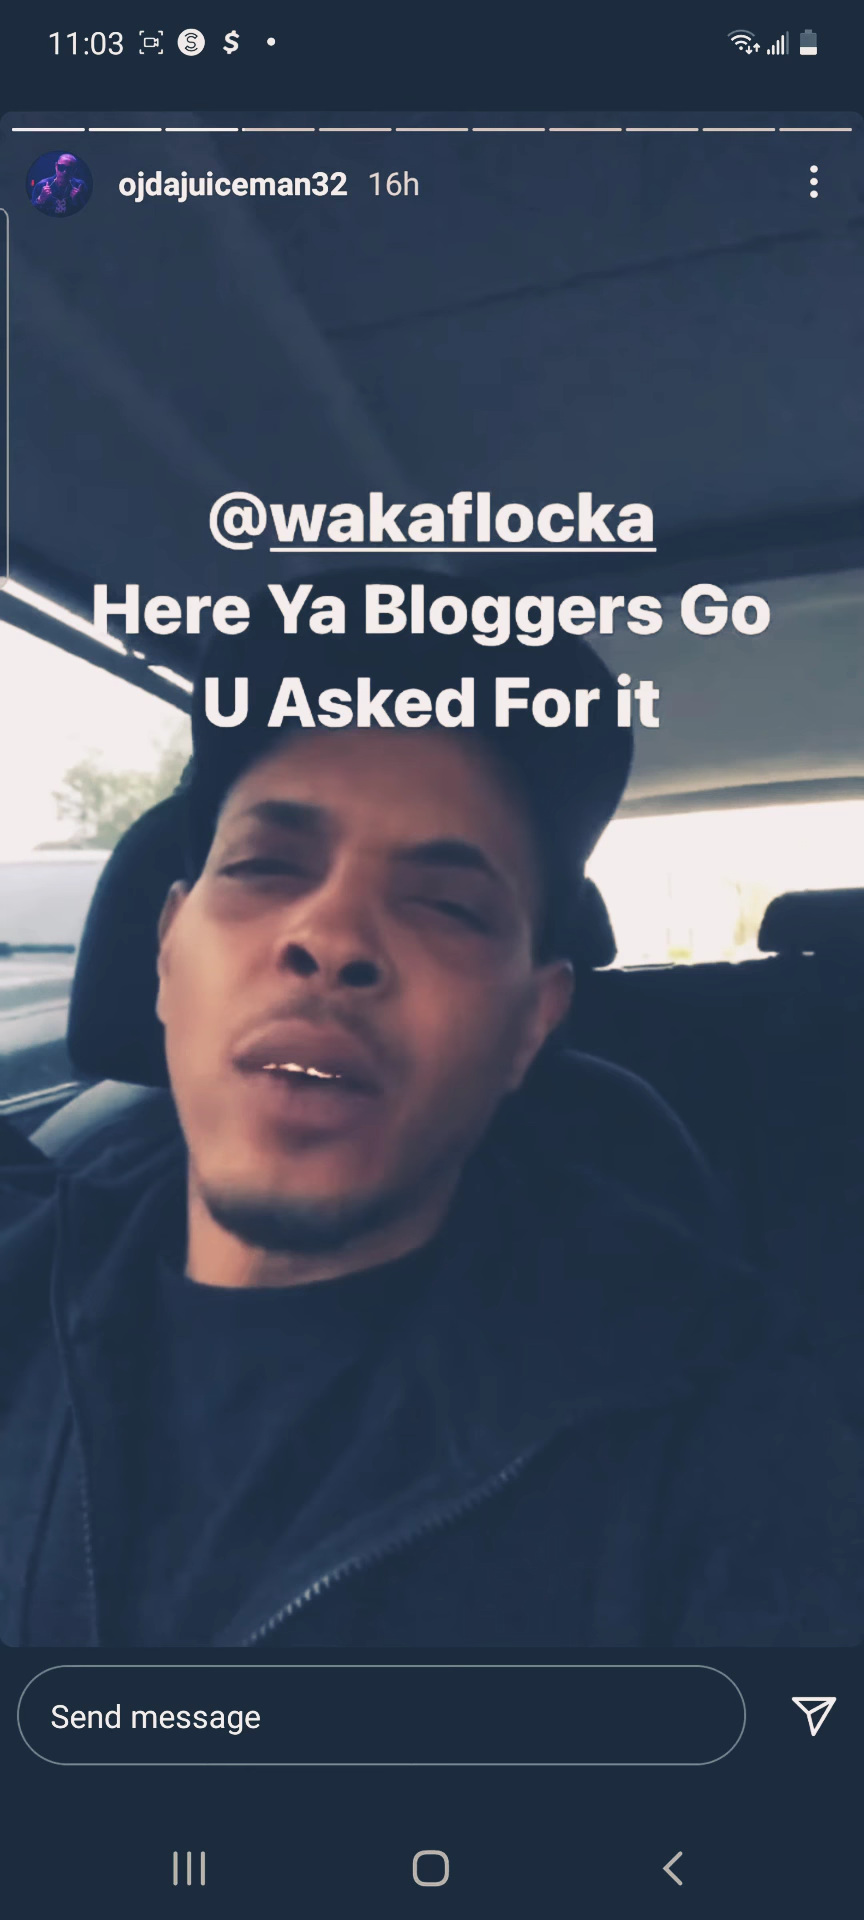 11:03
ojdajuiceman32 16h
@wakaflocka
Here Ya Bloggers Go
U Asked For it
Send message